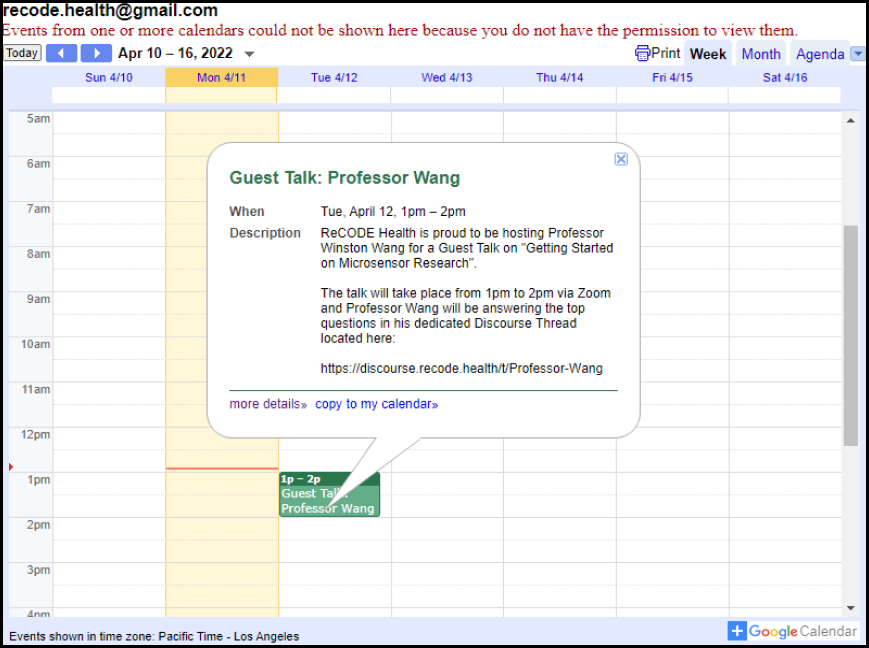 recode.health@gmail.com
Events from one or more calendars could not be shown here because you do not have the permission to view them.
Today Apr 10 – 16, 2022 Print Week Month Agenda
Sun 4/10 Mon 4/11 Tue 4/12 Wed 4/13 Thu 4/14 Fri 4/15 Sat 4/16
5am
6am
7am
8am
9am
10am
11am
12pm
1pm
2pm
3pm
4pm
Guest Talk: Professor Wang
When Tue, April 12, 1pm – 2pm
Description ReCODE Health is proud to be hosting Professor
Winston Wang for a Guest Talk on "Getting Started
on Microsensor Research".
The talk will take place from 1pm to 2pm via Zoom
and Professor Wang will be answering the top
questions in his dedicated Discourse Thread
located here:
https://discourse.recode.health/t/Professor-Wang
more details» copy to my calendar»
1p – 2p
Guest Talk:
Professor Wang
Events shown in time zone: Pacific Time - Los Angeles
Google Calendar